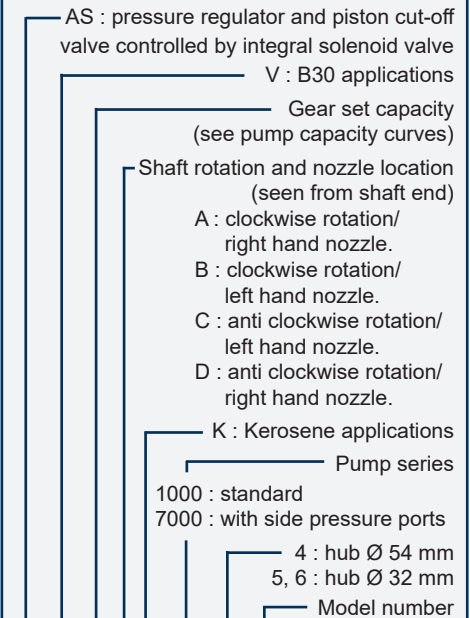 AS : pressure regulator and piston cut-off
valve controlled by integral solenoid valve
V : B30 applications
Gear set capacity
(see pump capacity curves)
Shaft rotation and nozzle location
(seen from shaft end)
A : clockwise rotation/
right hand nozzle.
B : clockwise rotation/
left hand nozzle.
C : anti clockwise rotation/
left hand nozzle.
D : anti clockwise rotation/
right hand nozzle.
K : Kerosene applications
Pump series
1000 : standard
7000 : with side pressure ports
4 : hub Ø 54 mm
5, 6 : hub Ø 32 mm
Model number